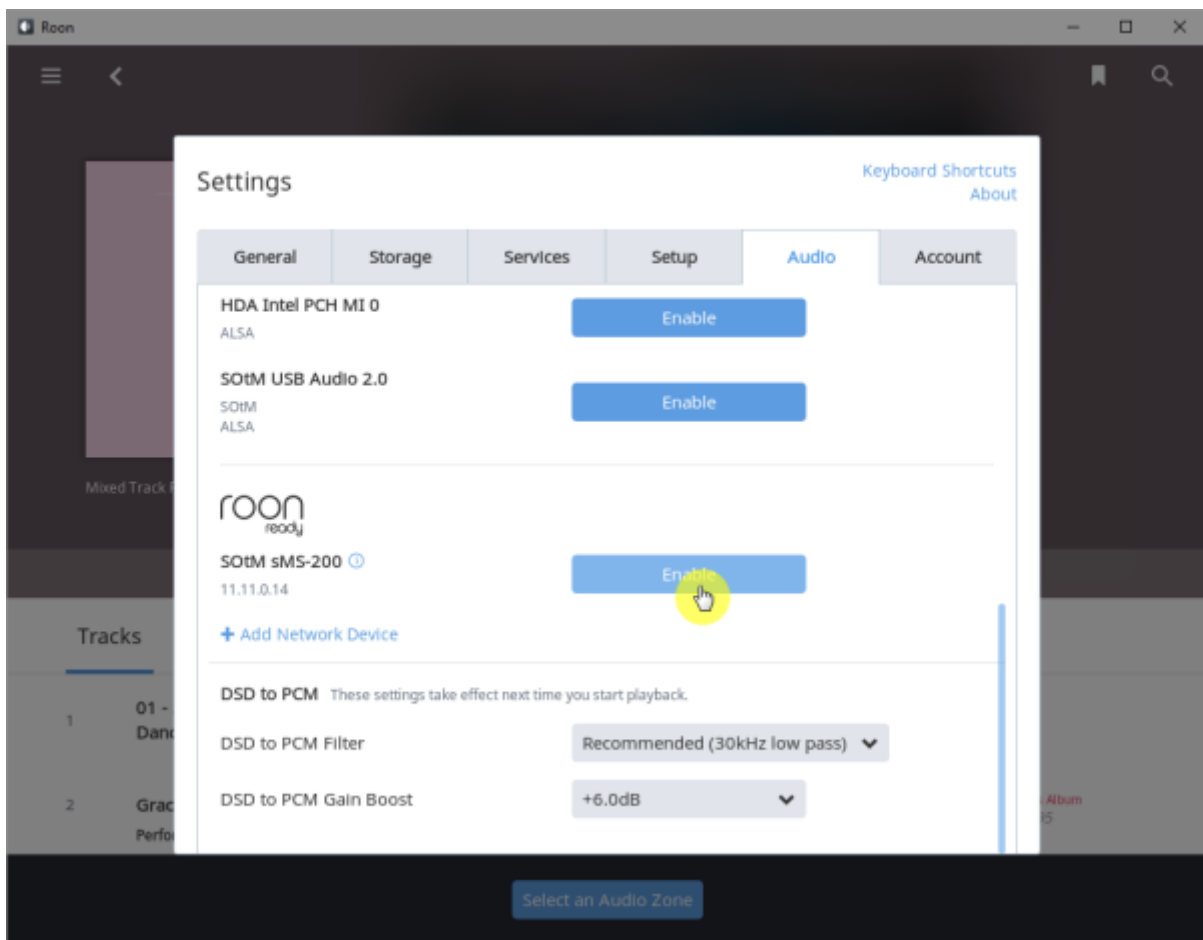 Roon
Settings
Keyboard Shortcuts
About
General Storage Services Setup Audio Account
HDA Intel PCH MI 0
ALSA
Enable
SOtM USB Audio 2.0
SOtM
ALSA
Enable
Mixed Track
roon
ready
SOtM sMS-200
11.11.0.14
Enable
+ Add Network Device
Tracks
DSD to PCM These settings take effect next time you start playback.
1
01 -
DSD to PCM Filter
Recommended (30kHz low pass)
2
DSD to PCM Gain Boost
+6.0dB
Album
Select an Audio Zone